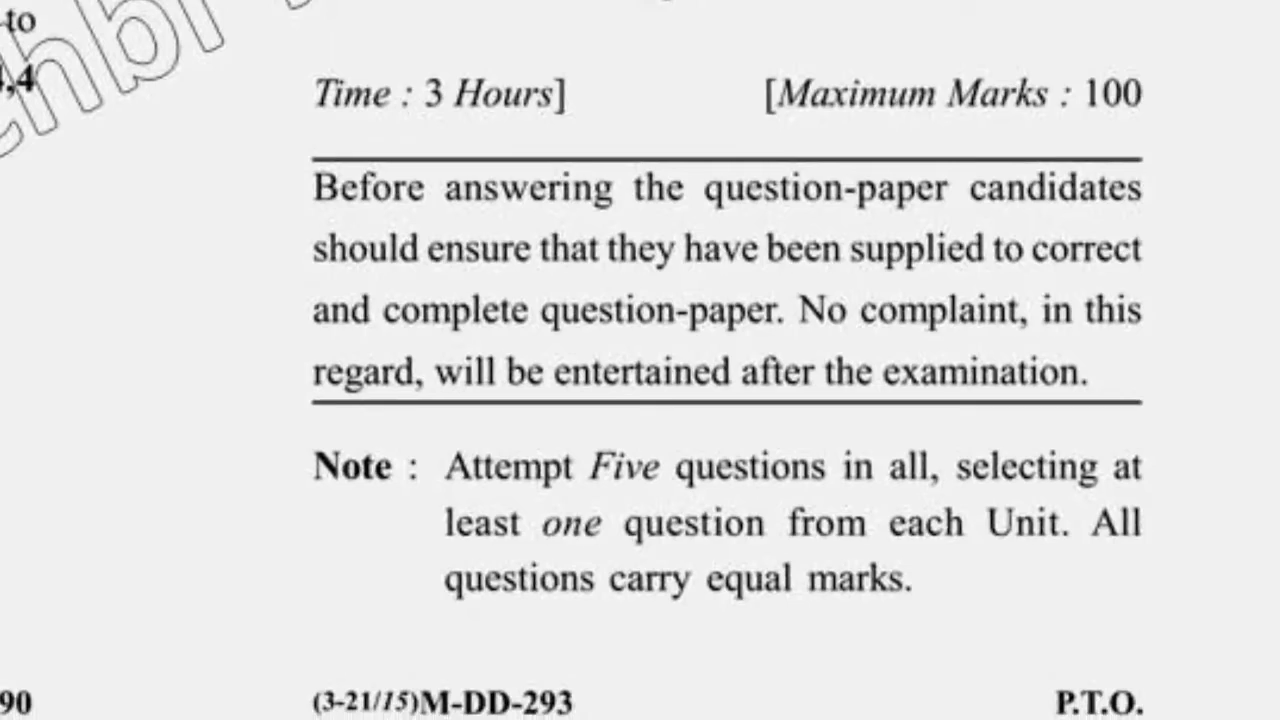 to
4,4
Time : 3 Hours] [Maximum Marks : 100
Before answering the question-paper candidates
should ensure that they have been supplied to correct
and complete question-paper. No complaint, in this
regard, will be entertained after the examination.
Note : Attempt Five questions in all, selecting at
least one question from each Unit. All
questions carry equal marks.
90 (3-21/15)M-DD-293 P.T.O.